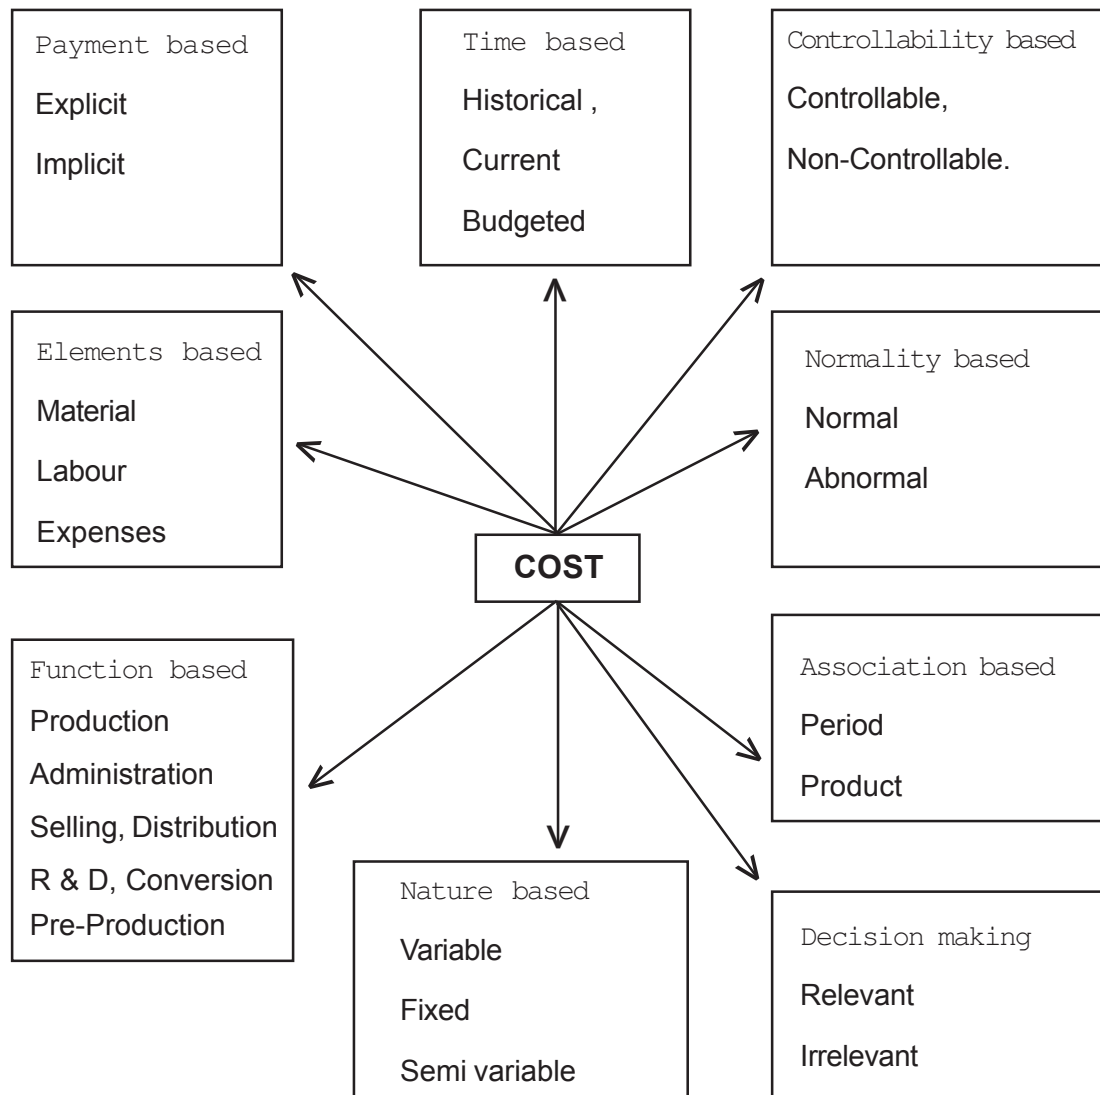 Payment based
Explicit
Implicit
Time based
Historical ,
Current
Budgeted
Controllability based
Controllable,
Non-Controllable.
Elements based
Material
Labour
Expenses
Normality based
Normal
Abnormal
COST
Function based
Production
Administration
Selling, Distribution
R & D, Conversion
Pre-Production
Association based
Period
Product
Nature based
Variable
Fixed
Semi variable
Decision making
Relevant
Irrelevant